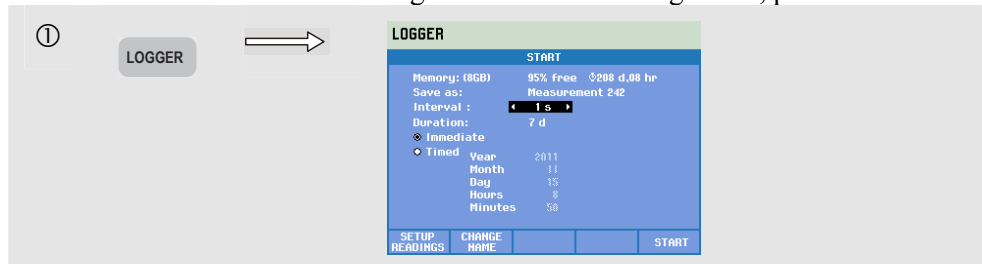 ①
LOGGER
LOGGER
START
Memory: (8GB) 95% free 208 d,08 hr
Save as: Measurement 242
Interval : 1 s
Duration: 7 d
Immediate
Timed
Year 2011
Month 11
Day 15
Hours 8
Minutes 50
SETUP READINGS CHANGE NAME START